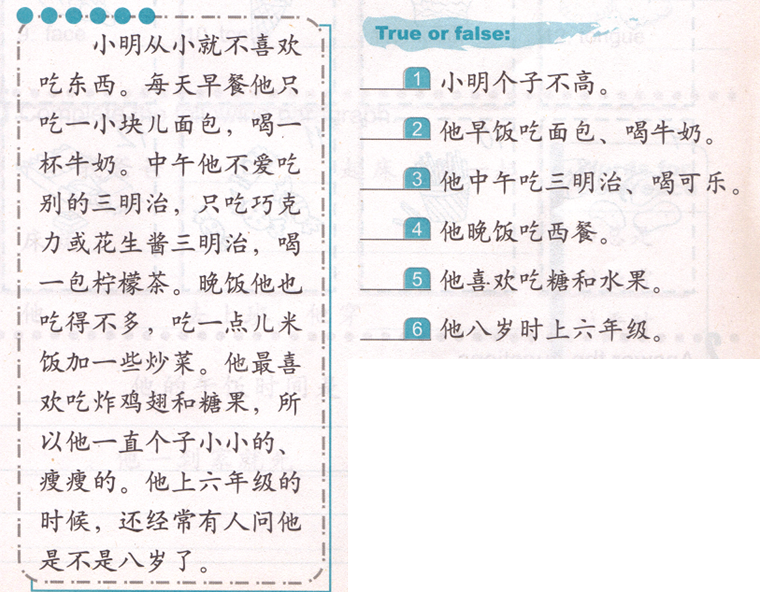 小明从小就不喜欢
吃东西。每天早餐他只
吃一小块儿面包，喝一
杯牛奶。中午他不爱吃
别的三明治，只吃巧克
力或花生酱三明治，喝
一包柠檬茶。晚饭他也
吃得不多，吃一点儿米
饭加一些炒菜。他最喜
欢吃炸鸡翅和糖果，所
以他一直个子小小的、
瘦瘦的。他上六年级的
时候，还经常有人问他
是不是八岁了。
True or false:
1 小明个子不高。
2 他早饭吃面包、喝牛奶。
3 他中午吃三明治、喝可乐。
4 他晚饭吃西餐。
5 他喜欢吃糖和水果。
6 他八岁时上六年级。